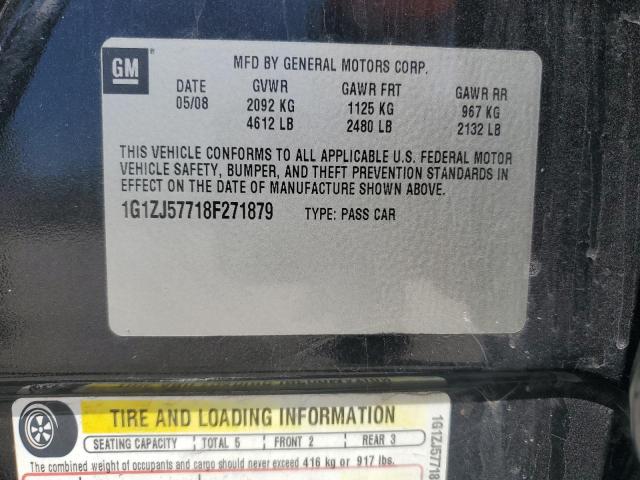 GM
MFD BY GENERAL MOTORS CORP.
DATE GVWR GAWR FRT GAWR RR
05/08 2092 KG 1125 KG 967 KG
4612 LB 2480 LB 2132 LB
THIS VEHICLE CONFORMS TO ALL APPLICABLE U.S. FEDERAL MOTOR
VEHICLE SAFETY, BUMPER, AND THEFT PREVENTION STANDARDS IN
EFFECT ON THE DATE OF MANUFACTURE SHOWN ABOVE.
1G1ZJ57718F271879 TYPE: PASS CAR
TIRE AND LOADING INFORMATION
SEATING CAPACITY TOTAL 5 FRONT 2 REAR 3
The combined weight of occupants and cargo should never exceed 416 kg or 917 lbs.
1G1ZJ57718